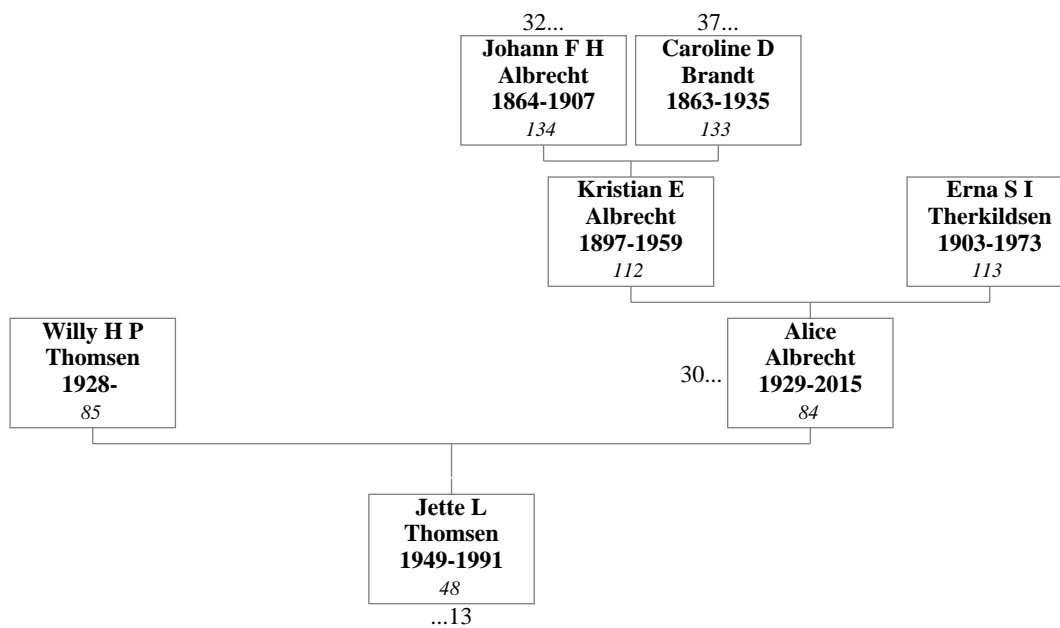 32...
Johann F H
Albrecht
1864-1907
134
37...
Caroline D
Brandt
1863-1935
133
Kristian E
Albrecht
1897-1959
112
Erna S I
Therkildsen
1903-1973
113
Willy H P
Thomsen
1928-
85
30...
Alice
Albrecht
1929-2015
84
Jette L
Thomsen
1949-1991
48
...13